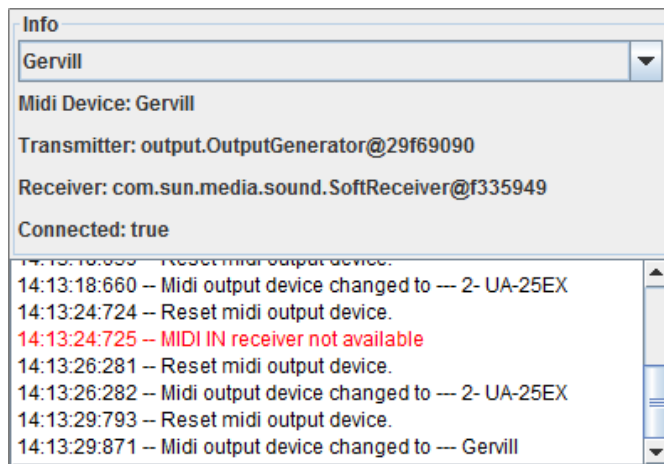 Info
Gervill
Midi Device: Gervill
Transmitter: output.OutputGenerator@29f69090
Receiver: com.sun.media.sound.SoftReceiver@f335949
Connected: true
-- Reset midi output device.
14:13:18:660 -- Midi output device changed to --- 2- UA-25EX
14:13:24:724 -- Reset midi output device.
14:13:24:725 -- MIDI IN receiver not available
14:13:26:281 -- Reset midi output device.
14:13:26:282 -- Midi output device changed to --- 2- UA-25EX
14:13:29:793 -- Reset midi output device.
14:13:29:871 -- Midi output device changed to --- Gervill